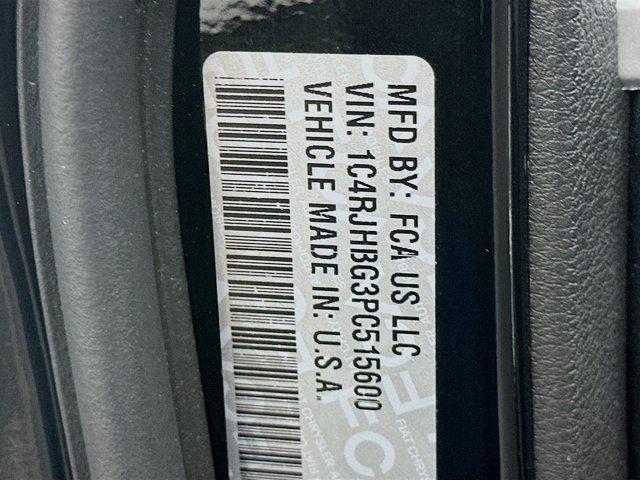 MFD BY: FCA US LLC
VIN: 1C4RJHBG3PC515600
VEHICLE MADE IN: U.S.A.